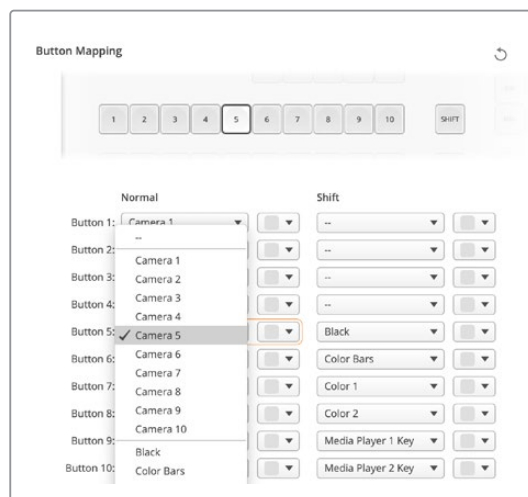 Button Mapping
1 2 3 4 5 6 7 8 9 10 SHIFT
Normal Shift
Button 1: Camera 1 --
--
Button 2: --
Camera 1
Camera 2
Button 3: --
Camera 3
Button 4: --
Camera 4
Button 5: ✓ Camera 5 Black
Button 6: Camera 6 Color Bars
Camera 7
Button 7: Color 1
Camera 8
Button 8: Color 2
Camera 9
Camera 10
Button 9: Media Player 1 Key
Black
Button 10: Color Bars Media Player 2 Key